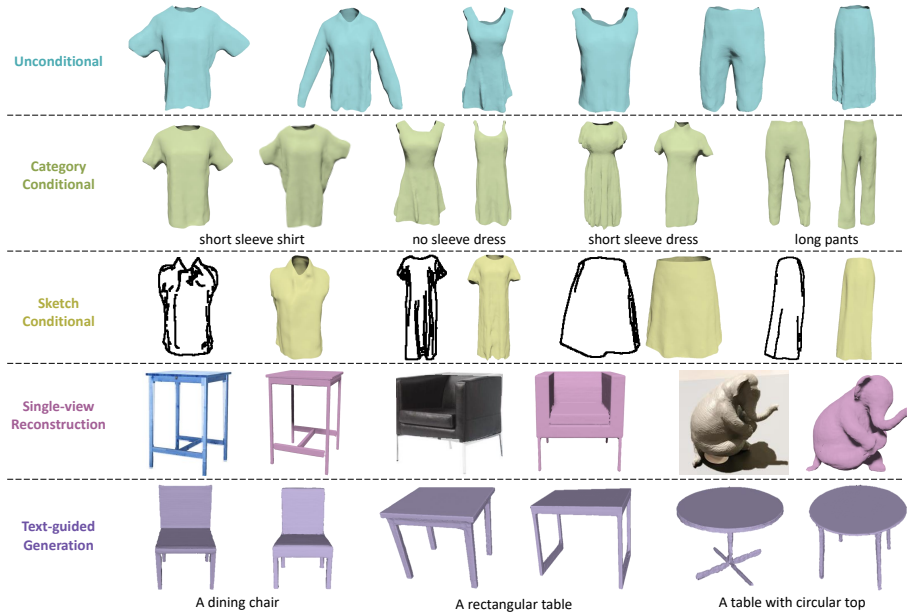 Unconditional
Category
Conditional
short sleeve shirt
no sleeve dress
short sleeve dress
long pants
Sketch
Conditional
Single-view
Reconstruction
Text-guided
Generation
A dining chair
A rectangular table
A table with circular top